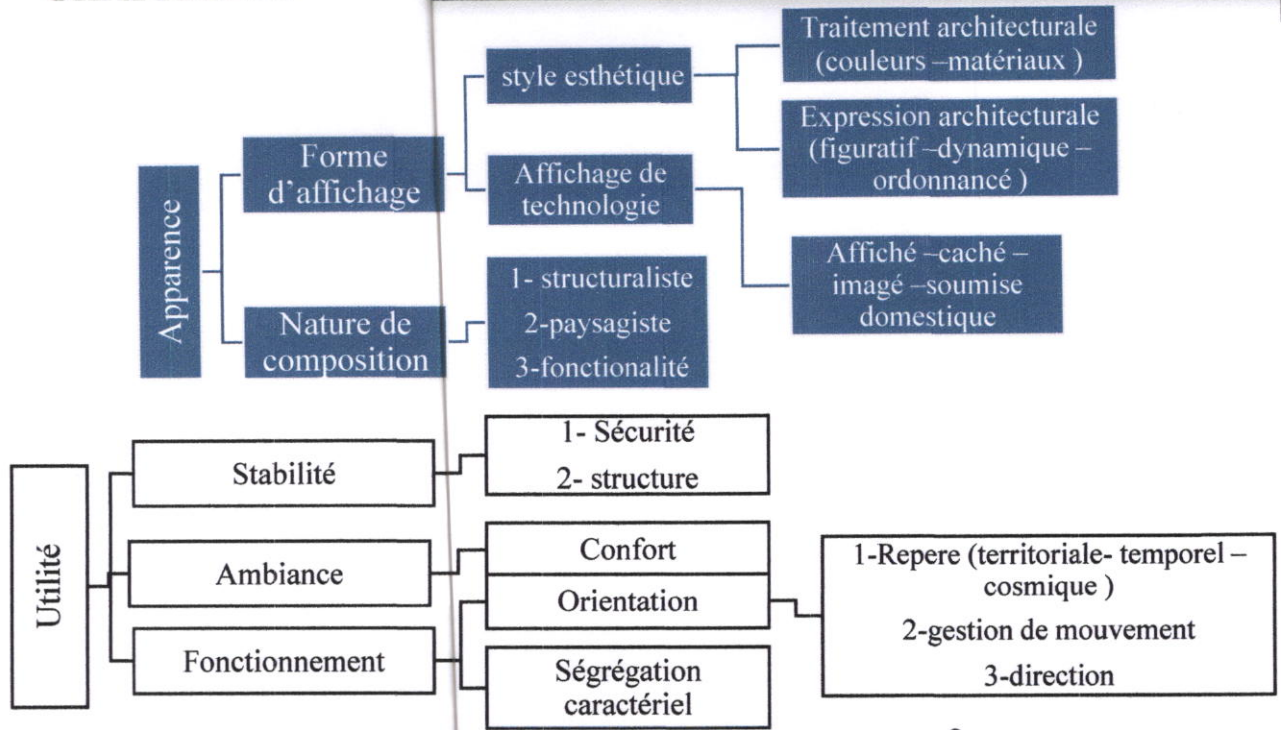 Apparence
Forme
d'affichage
Nature de
composition
style esthétique
Affichage de
technologie
1- structuraliste
2-paysagiste
3-fonctionalité
Traitement architecturale
(couleurs –matériaux )
Expression architecturale
(figuratif –dynamique –
ordonnancé )
Affiché –caché –
imagé –soumise
domestique
Utilité
Stabilité
Ambiance
Fonctionnement
1- Sécurité
2- structure
Confort
Orientation
Ségrégation
caractériel
1-Repere (territoriale- temporel –
cosmique )
2-gestion de mouvement
3-direction